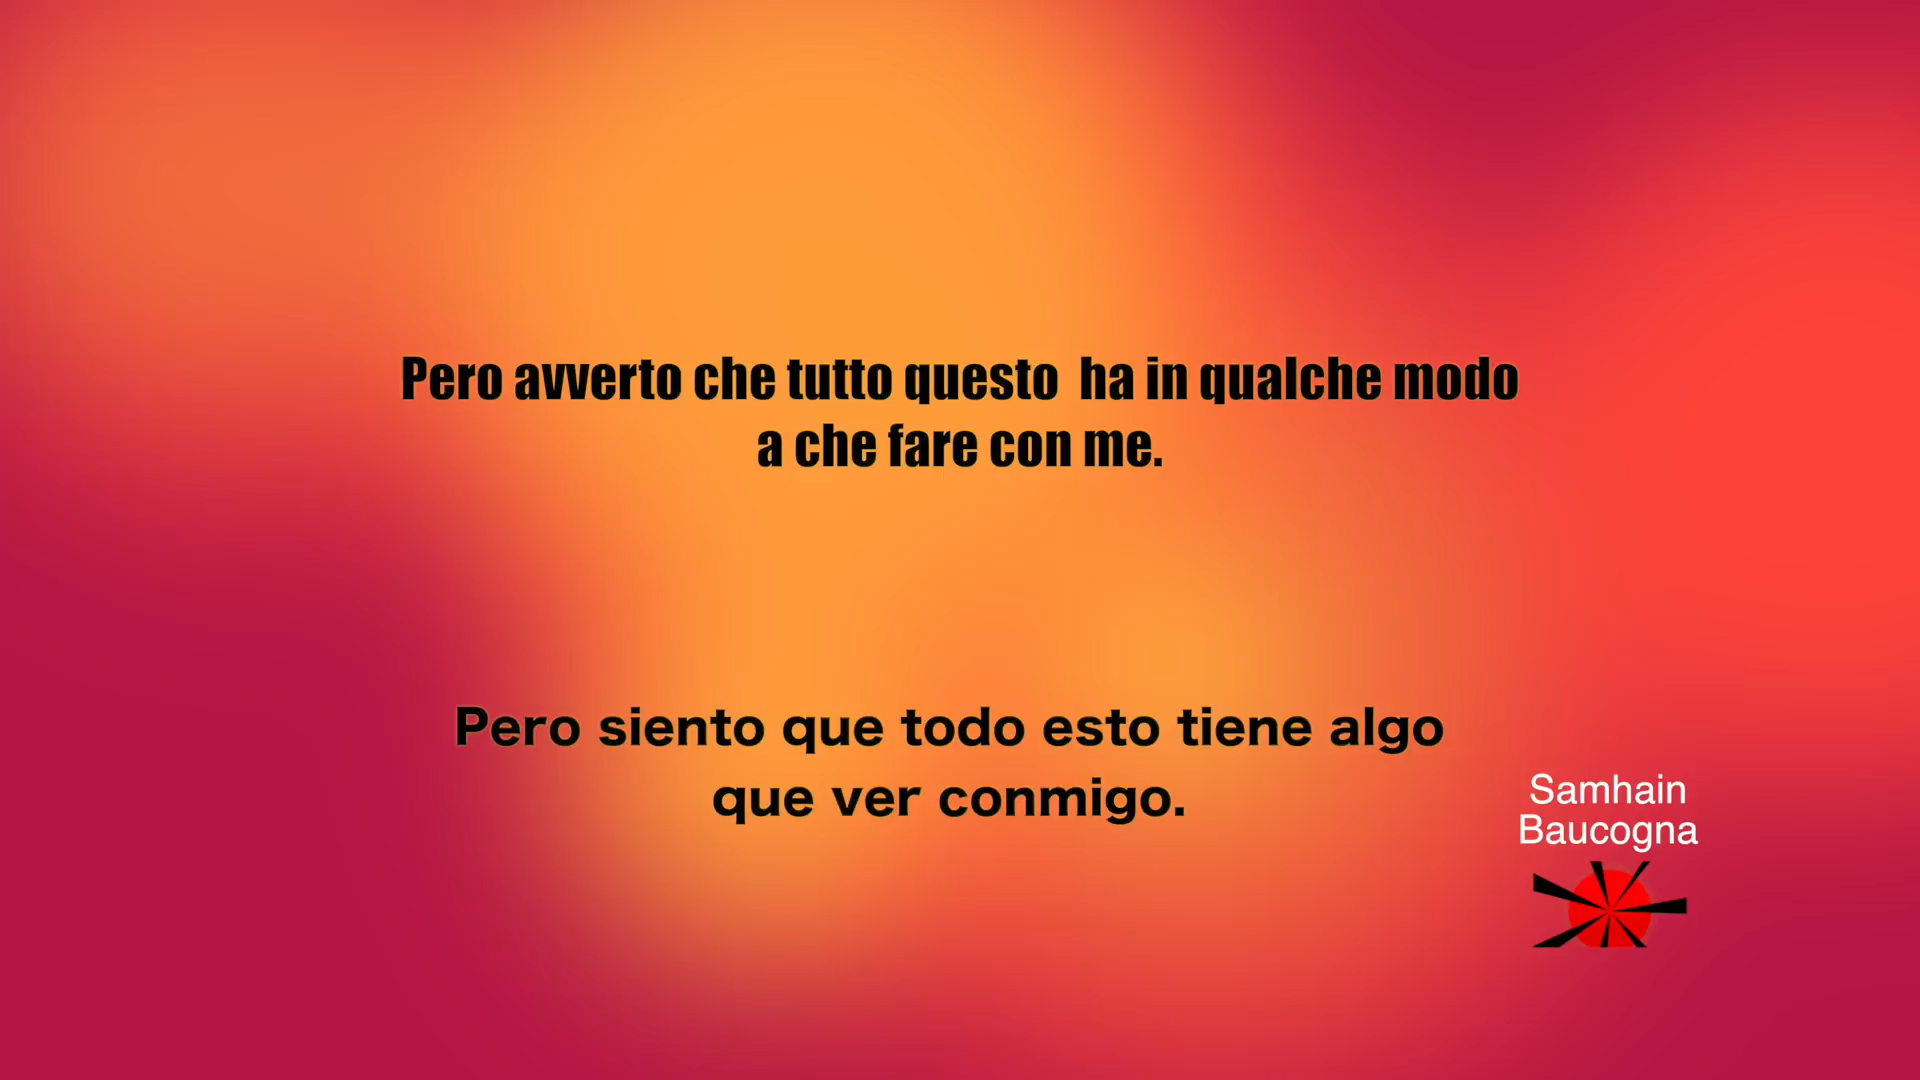 Pero avverto che tutto questo  ha in qualche modo
a che fare con me.
Pero siento que todo esto tiene algo
que ver conmigo.
Samhain
Baucogna